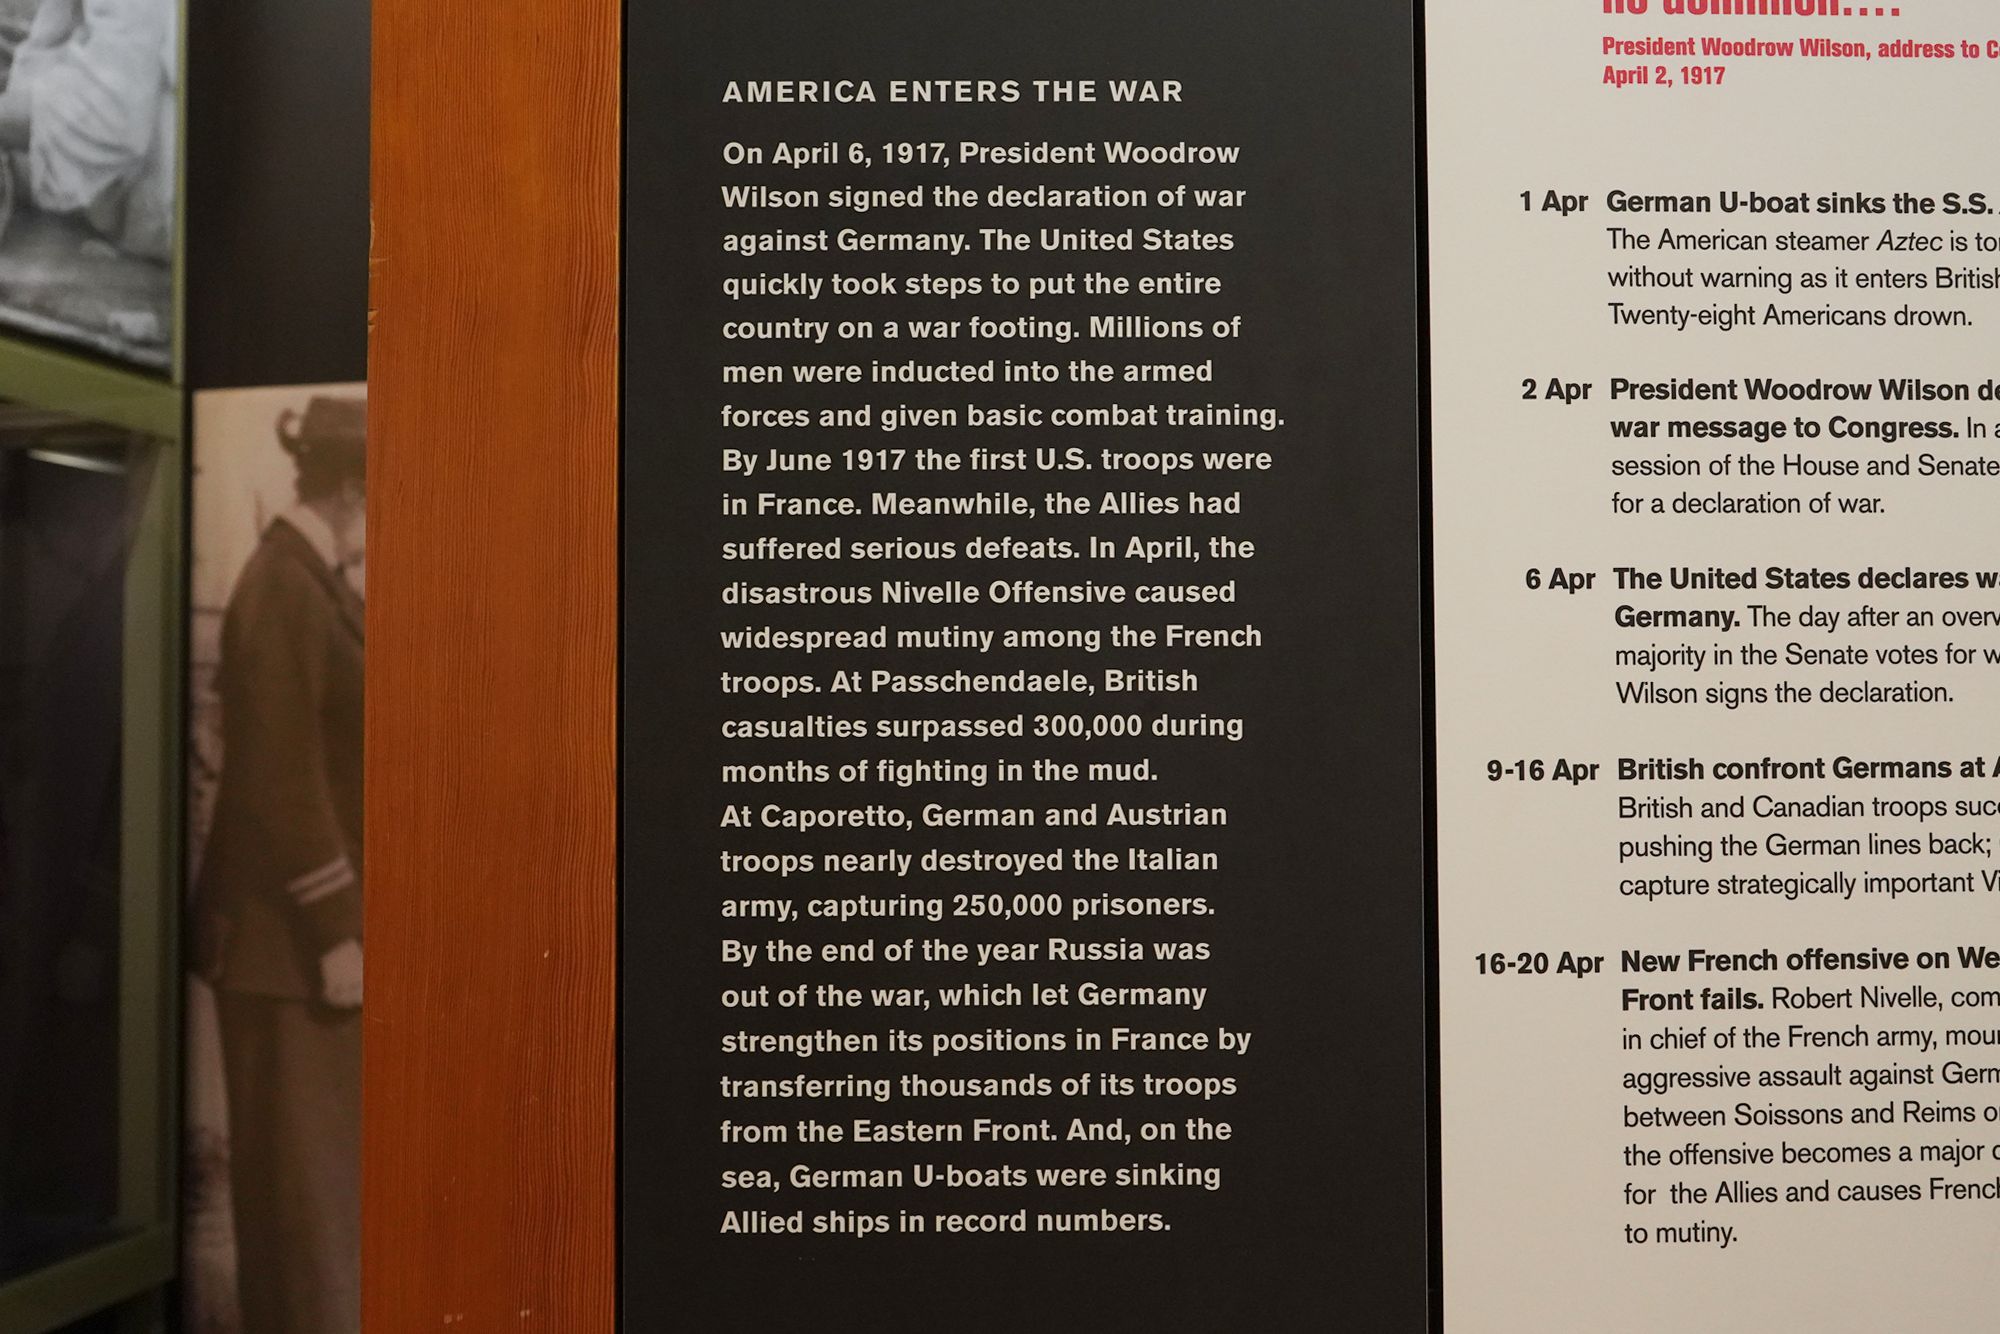 AMERICA ENTERS THE WAR
On April 6, 1917, President Woodrow
Wilson signed the declaration of war
against Germany. The United States
quickly took steps to put the entire
country on a war footing. Millions of
men were inducted into the armed
forces and given basic combat training.
By June 1917 the first U.S. troops were
in France. Meanwhile, the Allies had
suffered serious defeats. In April, the
disastrous Nivelle Offensive caused
widespread mutiny among the French
troops. At Passchendaele, British
casualties surpassed 300,000 during
months of fighting in the mud.
At Caporetto, German and Austrian
troops nearly destroyed the Italian
army, capturing 250,000 prisoners.
By the end of the year Russia was
out of the war, which let Germany
strengthen its positions in France by
transferring thousands of its troops
from the Eastern Front. And, on the
sea, German U-boats were sinking
Allied ships in record numbers.
no dominion....
President Woodrow Wilson, address to
April 2, 1917
1 Apr German U-boat sinks the S.S.
The American steamer Aztec is
without warning as it enters
Twenty-eight Americans drown.
2 Apr President Woodrow Wilson
war message to Congress. In
session of the House and Senate
for a declaration of war.
6 Apr The United States declares
Germany. The day after an
majority in the Senate votes for
Wilson signs the declaration.
9-16 Apr British confront Germans at
British and Canadian troops
pushing the German lines back;
capture strategically important
16-20 Apr New French offensive on
Front fails. Robert Nivelle,
in chief of the French army,
aggressive assault against
between Soissons and Reims
the offensive becomes a major
for the Allies and causes
to mutiny.